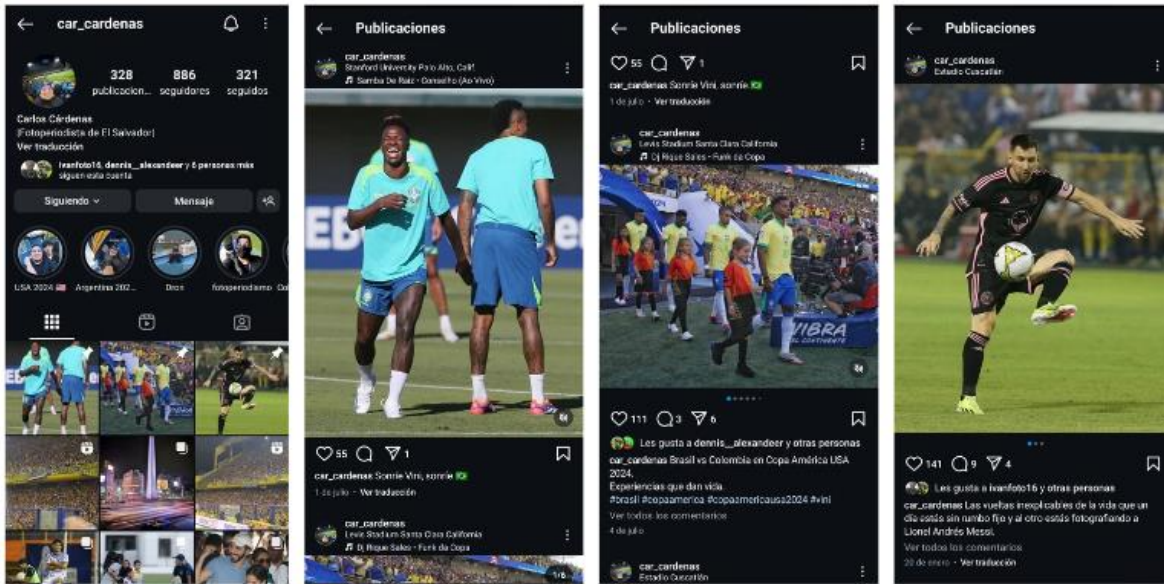 car_cardenas
328
publicacion...
886
seguidores
321
seguidos
Carlos Cárdenas
|Fotoperiodista de El Salvador|
Ver traducción
ivanfoto16, dennis__alexandeer y 6 personas más
siguen esta cuenta
Siguiendo
Mensaje
USA 2024 🇺🇸
Argentina 202...
Dron
fotoperiodismo
Publicaciones
car_cardenas
Stanford University Palo Alto, Calif.
Samba De Raiz • Conselho (Ao Vivo)
55
1
car_cardenas Sonríe Vini, sonríe 🇧🇷
1 de julio • Ver traducción
car_cardenas
Levis Stadium Santa Clara California
Dj Rique Sales • Funk da Copa
1/6
Publicaciones
55
1
car_cardenas Sonríe Vini, sonríe 🇧🇷
1 de julio • Ver traducción
car_cardenas
Levis Stadium Santa Clara California
Dj Rique Sales • Funk da Copa
2024
VIBRA
EL CONTINENTE
111
3
6
Les gusta a dennis__alexandeer y otras personas
car_cardenas Brasil vs Colombia en Copa América USA
2024.
Experiencias que dan vida.
#brasil #copaamerica #copaamericausa2024 #vini
Ver todos los comentarios
4 de julio
car_cardenas
Estadio Cuscatlán
Publicaciones
car_cardenas
Estadio Cuscatlán
141
9
4
Les gusta a ivanfoto16 y otras personas
car_cardenas Las vueltas inexplicables de la vida que un
día estás sin rumbo fijo y al otro estás fotografiando a
Lionel Andrés Messi.
Ver todos los comentarios
20 de enero • Ver traducción